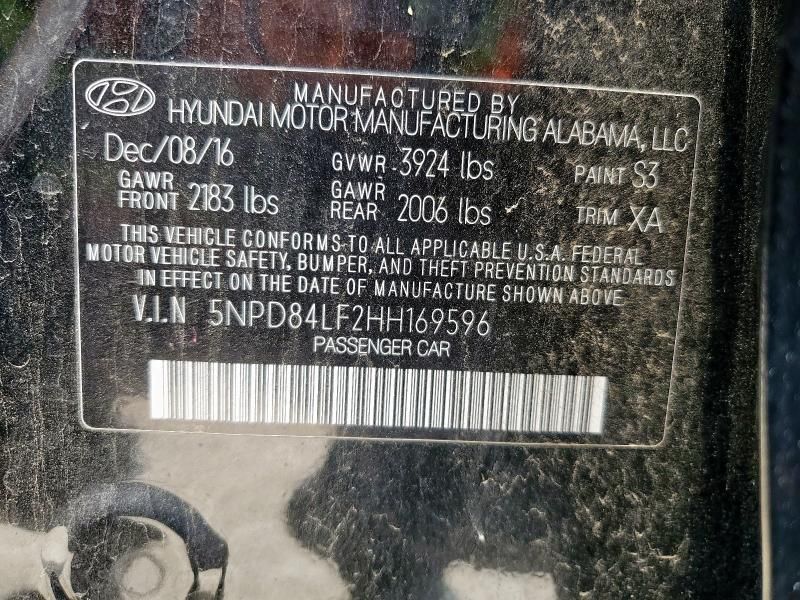 MANUFACTURED BY
HYUNDAI MOTOR MANUFACTURING ALABAMA, LLC
Dec/08/16 GVWR 3924 lbs PAINT S3
GAWR FRONT 2183 lbs GAWR REAR 2006 lbs TRIM XA
THIS VEHICLE CONFORMS TO ALL APPLICABLE U.S.A. FEDERAL
MOTOR VEHICLE SAFETY, BUMPER, AND THEFT PREVENTION STANDARDS
IN EFFECT ON THE DATE OF MANUFACTURE SHOWN ABOVE.
V.I.N 5NPD84LF2HH169596
PASSENGER CAR